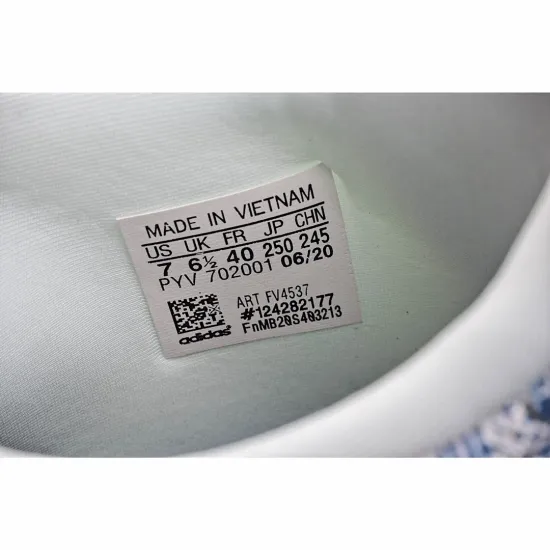 MADE IN VIETNAM
US UK FR JP CHN
7 6½ 40 250 245
PYV 702001 06/20
ART FV4537
#124282177
FnMB20S403213
adidas